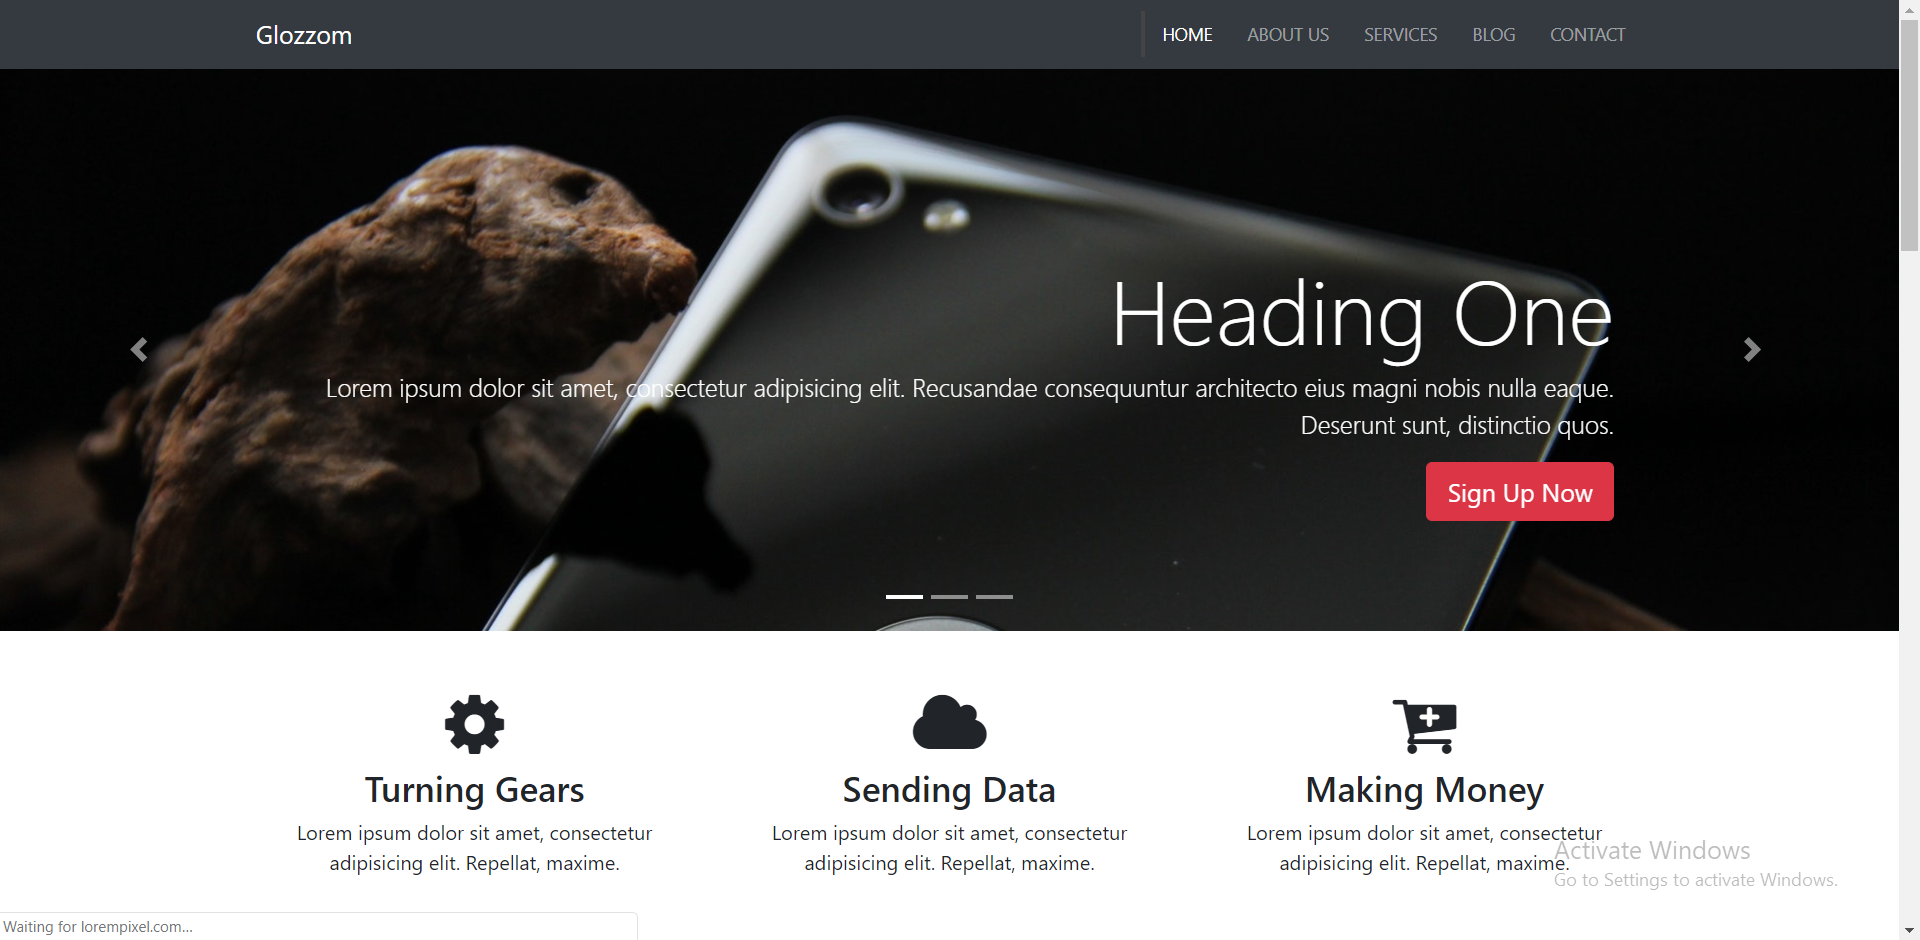 Glozzom
HOME ABOUT US SERVICES BLOG CONTACT
Heading One
Lorem ipsum dolor sit amet, consectetur adipisicing elit. Recusandae consequuntur architecto eius magni nobis nulla eaque.
Deserunt sunt, distinctio quos.
Sign Up Now
Turning Gears
Lorem ipsum dolor sit amet, consectetur
adipisicing elit. Repellat, maxime.
Sending Data
Lorem ipsum dolor sit amet, consectetur
adipisicing elit. Repellat, maxime.
Making Money
Lorem ipsum dolor sit amet, consectetur
adipisicing elit. Repellat, maxime.
Activate Windows
Go to Settings to activate Windows.
Waiting for lorempixel.com...